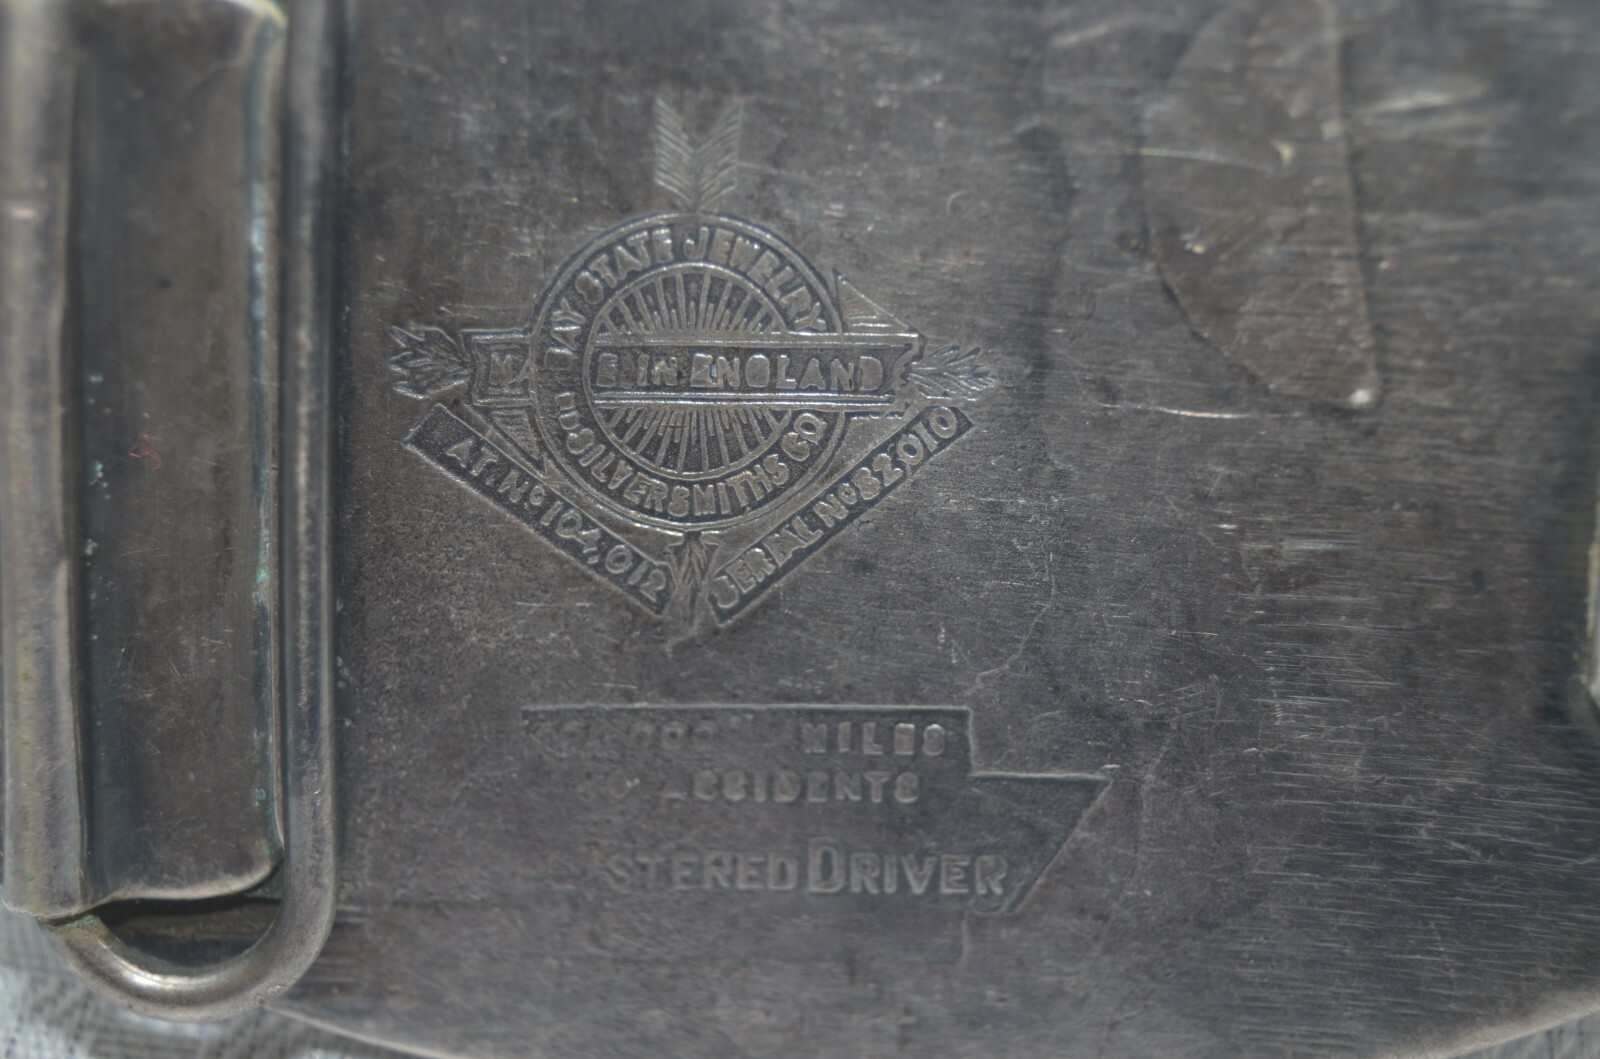 BAY STATE JEWELRY
E IN ENGLAND
SILVERSMITHS CO
AT. No. 104,012
SERIAL No 82010
MILES
ACCIDENTS
STERED DRIVER